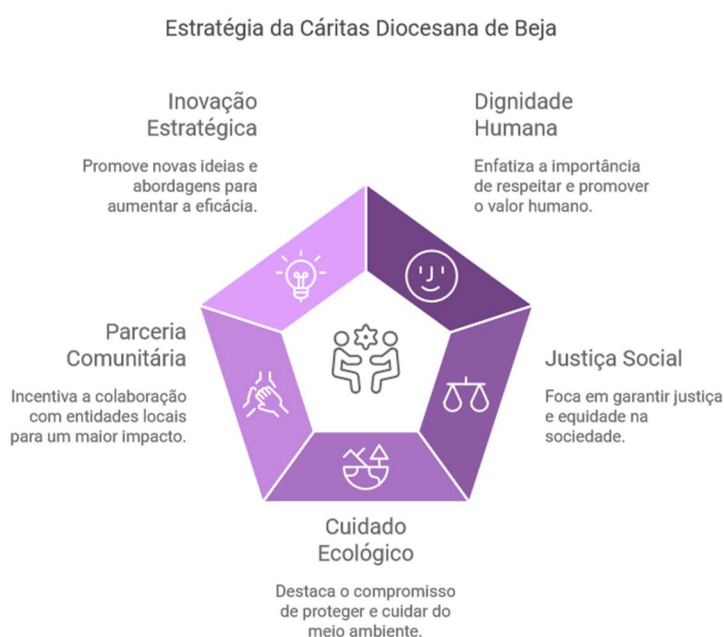 Estratégia da Cáritas Diocesana de Beja
Inovação
Estratégica
Promove novas ideias e
abordagens para
aumentar a eficácia.
Dignidade
Humana
Enfatiza a importância
de respeitar e promover
o valor humano.
Parceria
Comunitária
Incentiva a colaboração
com entidades locais
para um maior impacto.
Justiça Social
Foca em garantir justiça
e equidade na
sociedade.
Cuidado
Ecológico
Destaca o compromisso
de proteger e cuidar do
meio ambiente.